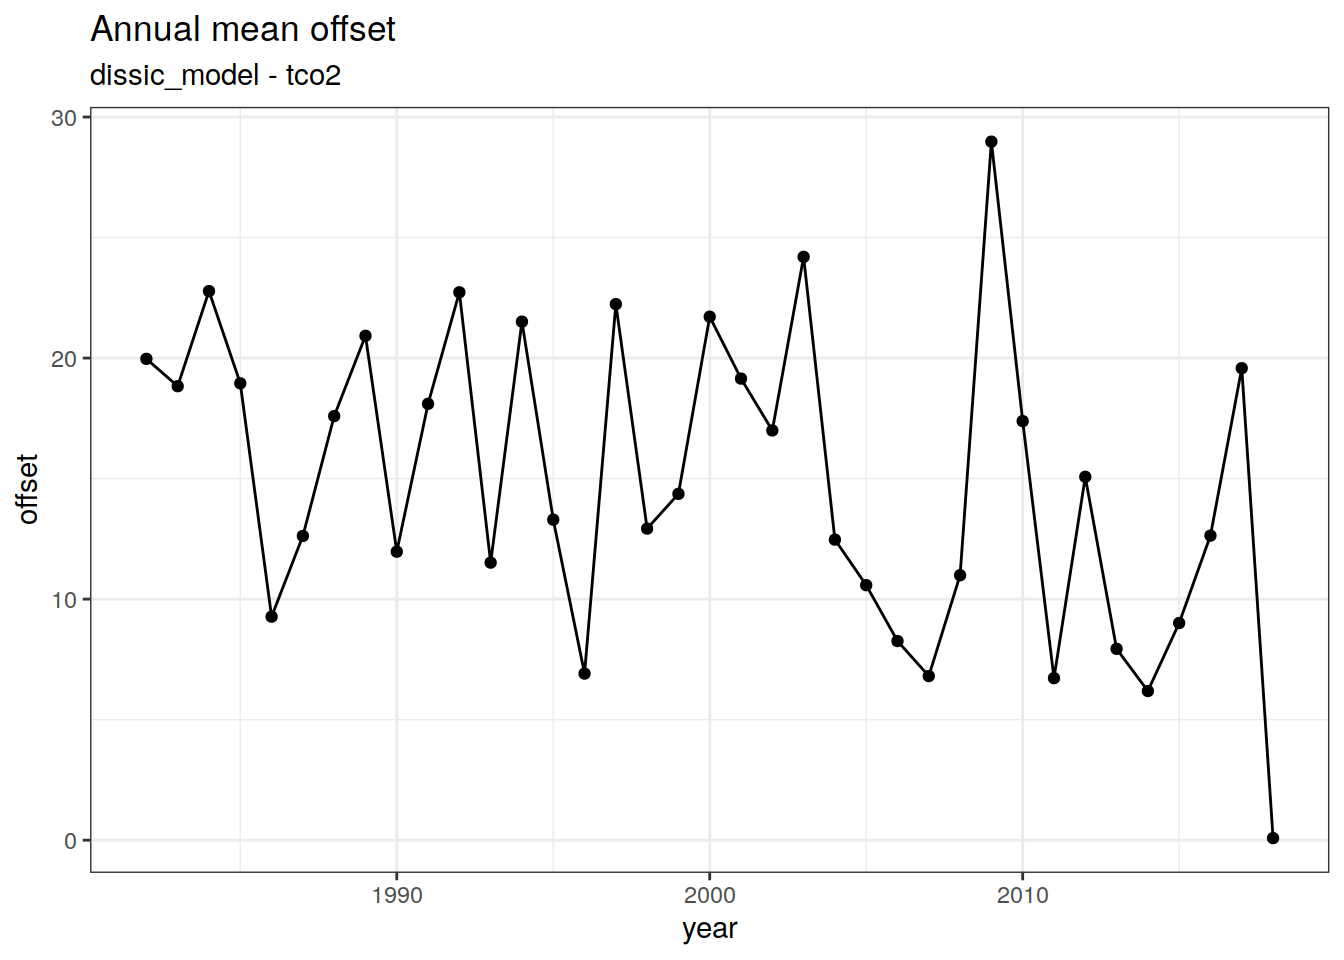 Annual mean offset
dissic_model - tco2
30
20
10
0
offset
1990 2000 2010
year